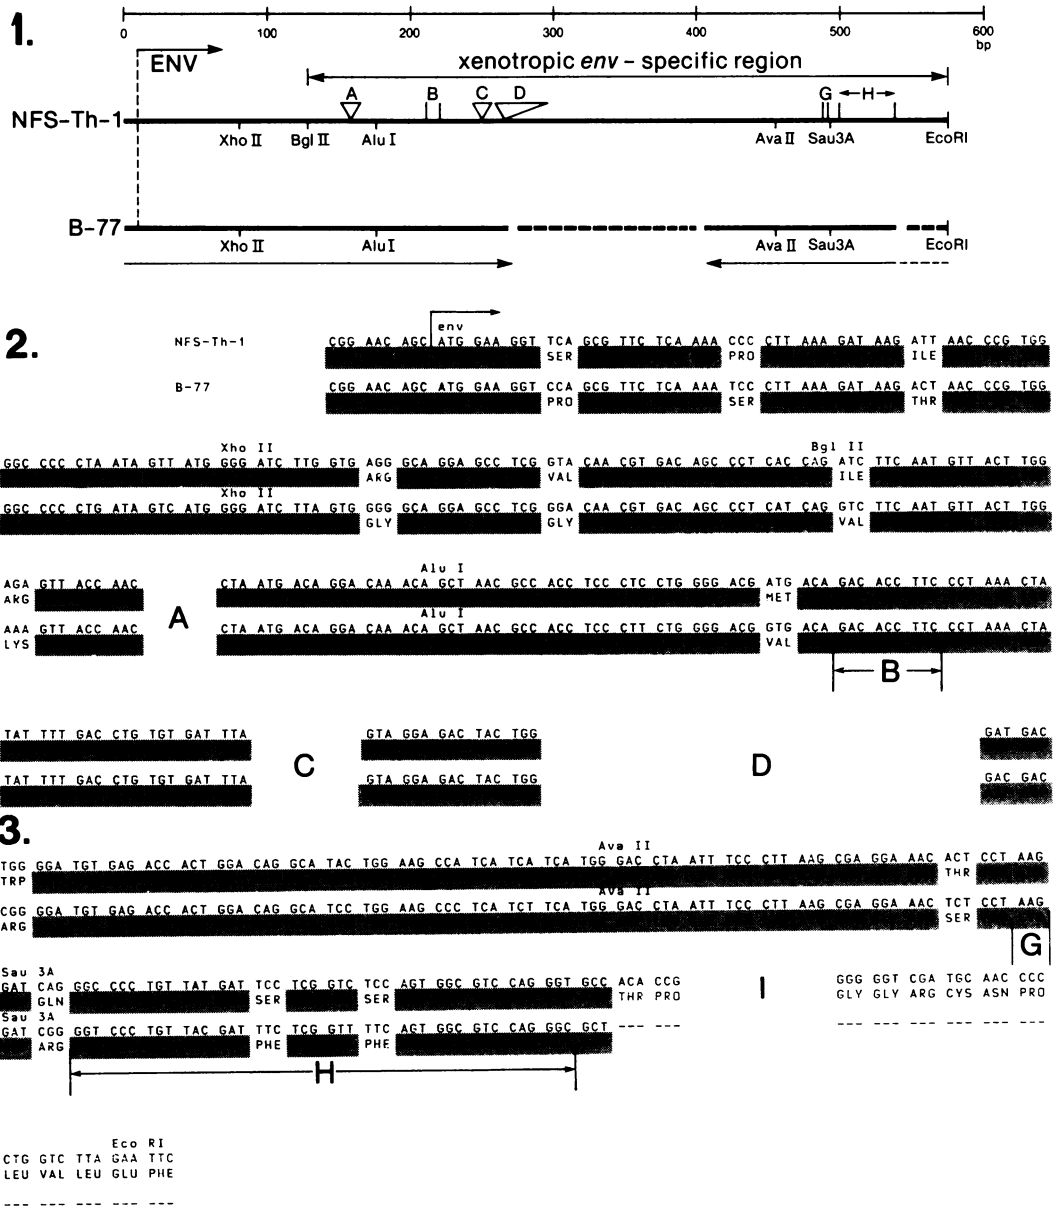 1.
0 100 200 300 400 500 600
bp
ENV
xenotropic env – specific region
A B C D G H
NFS-Th-1
Xho II Bgl II Alu I Ava II Sau3A EcoRI
B-77
Xho II Alu I Ava II Sau3A EcoRI
2.
env
NFS-Th-1 CGG AAC AGC ATG GAA GGT TCA GCG TTC TCA AAA CCC CTT AAA GAT AAG ATT AAC CCG TGG
SER PRO ILE
B-77 CGG AAC AGC ATG GAA GGT CCA GCG TTC TCA AAA TCC CTT AAA GAT AAG ACT AAC CCG TGG
PRO SER THR
Xho II Bgl II
GGC CCC CTA ATA GTT ATG GGG ATC TTG GTG AGG GCA GGA GCC TCG GTA CAA CGT GAC AGC CCT CAC CAG ATC TTC AAT GTT ACT TGG
ARG VAL ILE
Xho II
GGC CCC CTG ATA GTC ATG GGG ATC TTA GTG GGG GCA GGA GCC TCG GGA CAA CGT GAC AGC CCT CAT CAG GTC TTC AAT GTT ACT TGG
GLY GLY VAL
Alu I
AGA GTT ACC AAC CTA ATG ACA GGA CAA ACA GCT AAC GCC ACC TCC CTC CTG GGG ACG ATG ACA GAC ACC TTC CCT AAA CTA
ARG MET
A
Alu I
AAA GTT ACC AAC CTA ATG ACA GGA CAA ACA GCT AAC GCC ACC TCC CTT CTG GGG ACG GTG ACA GAC ACC TTC CCT AAA CTA
LYS VAL
B
TAT TTT GAC CTG TGT GAT TTA GTA GGA GAC TAC TGG GAT GAC
C D
TAT TTT GAC CTG TGT GAT TTA GTA GGA GAC TAC TGG GAC GAC
3.
Ava II
TGG GGA TGT GAG ACC ACT GGA CAG GCA TAC TGG AAG CCA TCA TCA TCA TGG GAC CTA ATT TCC CTT AAG CGA GGA AAC ACT CCT AAG
TRP THR
Ava II
CGG GGA TGT GAG ACC ACT GGA CAG GCA TCC TGG AAG CCC TCA TCT TCA TGG GAC CTA ATT TCC CTT AAG CGA GGA AAC TCT CCT AAG
ARG SER
G
Sau 3A
GAT CAG GGC CCC TGT TAT GAT TCC TCG GTC TCC AGT GGC GTC CAG GGT GCC ACA CCG I GGG GGT CGA TGC AAC CCC
GLN SER SER THR PRO GLY GLY ARG CYS ASN PRO
Sau 3A
GAT CGG GGT CCC TGT TAC GAT TTC TCG GTT TTC AGT GGC GTC CAG GGC GCT --- --- --- --- --- --- --- ---
ARG PHE PHE
H
Eco RI
CTG GTC TTA GAA TTC
LEU VAL LEU GLU PHE
--- --- --- --- ---